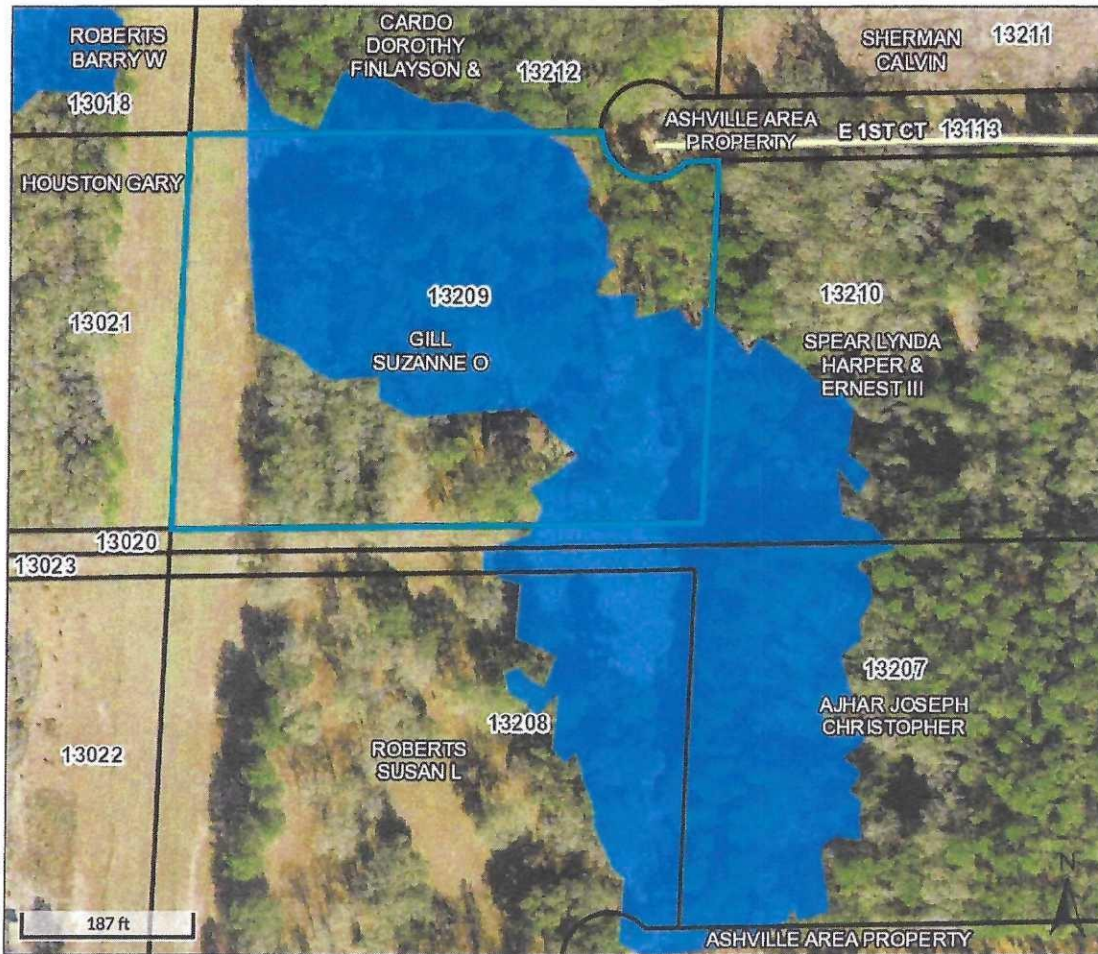 ROBERTS
BARRY W
13018
CARDO
DOROTHY
FINLAYSON &
13212
SHERMAN
CALVIN
13211
ASHVILLE AREA
PROPERTY
E 1ST CT 13113
HOUSTON GARY
13021
13209
GILL
SUZANNE O
13210
SPEAR LYNDA
HARPER &
ERNEST III
13020
13023
13207
AJHAR JOSEPH
CHRISTOPHER
13208
ROBERTS
SUSAN L
13022
N
187 ft
ASHVILLE AREA PROPERTY